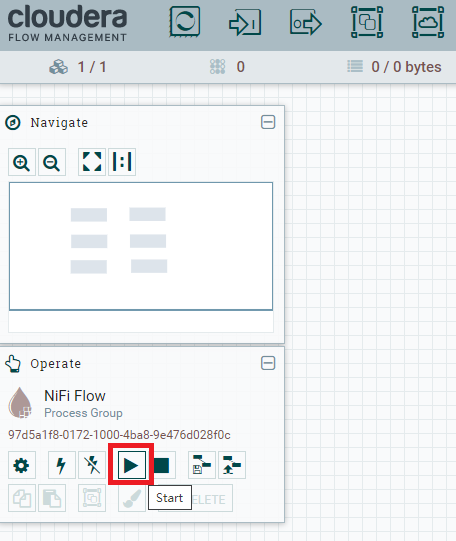 cloudera
FLOW MANAGEMENT
1 / 1
0
0 / 0 bytes
Navigate
Operate
NiFi Flow
Process Group
97d5a1f8-0172-1000-4ba8-9e476d028f0c
Start
LETE